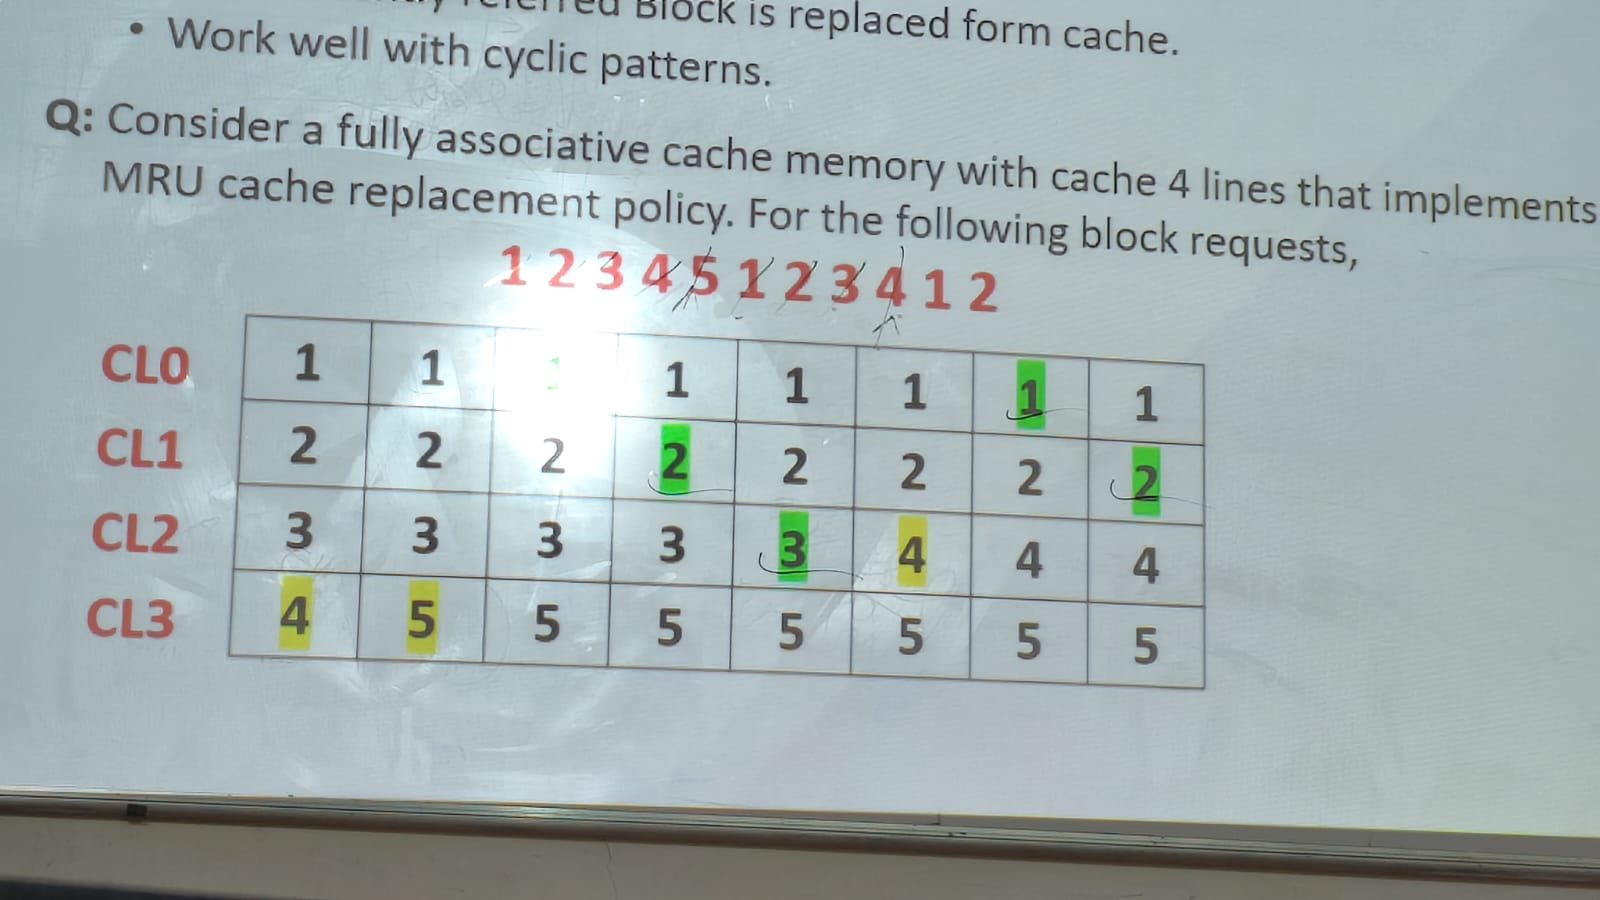 Block is replaced form cache.
• Work well with cyclic patterns.
Q: Consider a fully associative cache memory with cache 4 lines that implements
MRU cache replacement policy. For the following block requests,
1 2 3 4 5 1 2 3 4 1 2
CL0 1 1 1 1 1 1 1 1
CL1 2 2 2 2 2 2 2 2
CL2 3 3 3 3 3 4 4 4
CL3 4 5 5 5 5 5 5 5